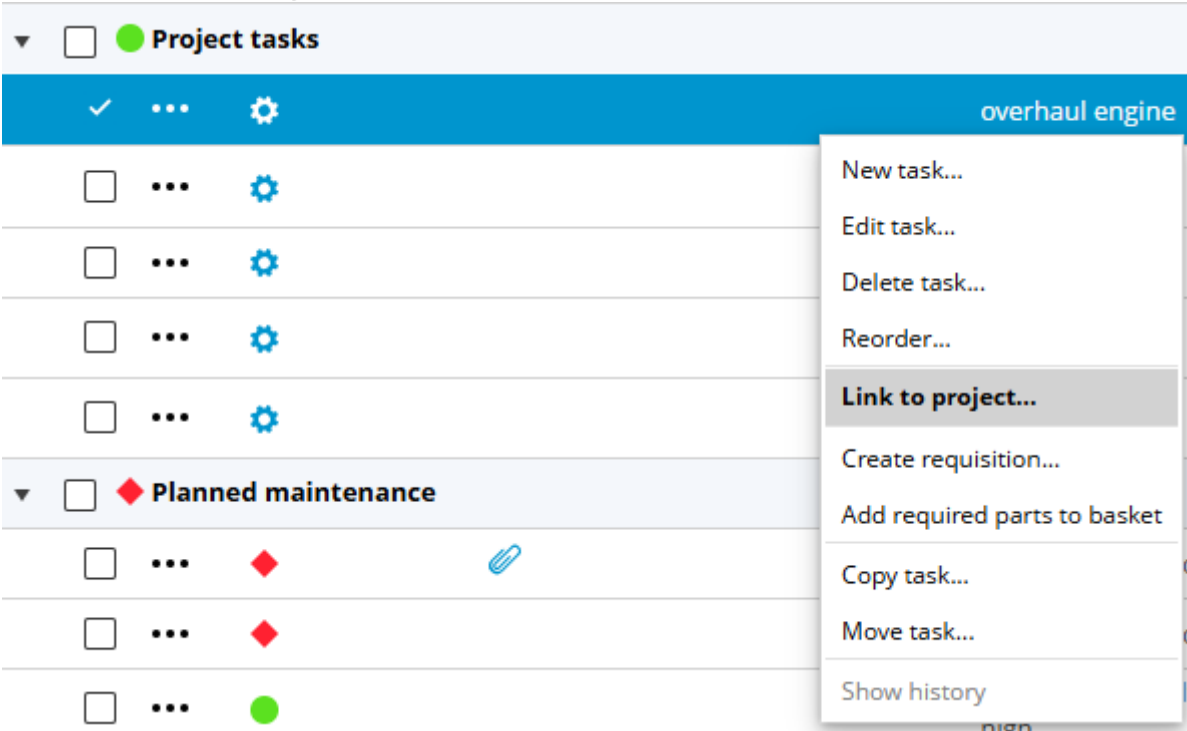 Project tasks
overhaul engine
New task...
Edit task...
Delete task...
Reorder...
Link to project...
Create requisition...
Add required parts to basket
Planned maintenance
Copy task...
Move task...
Show history